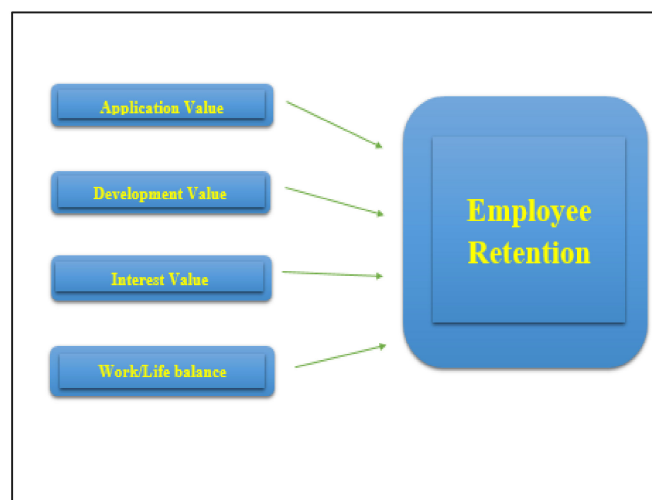 Application Value
Development Value
Interest Value
Work/Life balance
Employee
Retention